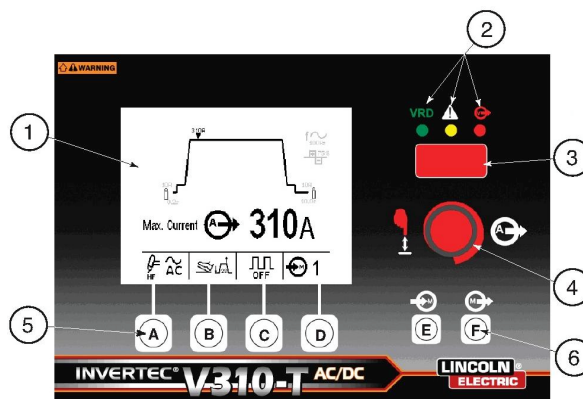 2
WARNING
VRD
310A
1
3
Max. Current A 310A
A
4
HF AC
OFF
M 1
M
M
5
A
B
C
D
E
F
6
INVERTEC® V310-T AC/DC
LINCOLN ®
ELECTRIC